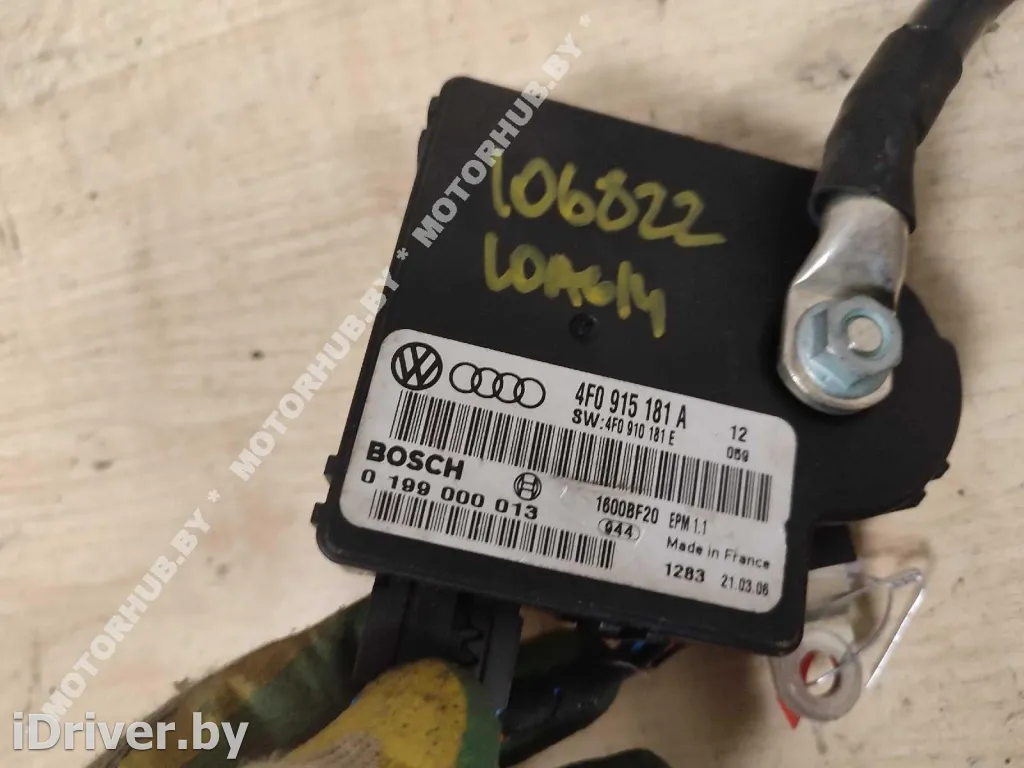 106822
LOAG14
4F0 915 181 A
SW:4F0 910 181 E
12
059
BOSCH
0 199 000 013
1600BF20
EPM 1.1
944
Made in France
1283
21.03.06
* MOTORHUB.BY * MOTORHUB.BY * MOTORHUB.BY *
iDriver.by